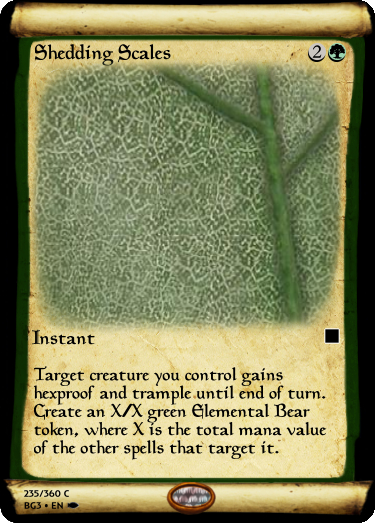 Shedding Scales 2
Instant
Target creature you control gains
hexproof and trample until end of turn.
Create an X/X green Elemental Bear
token, where X is the total mana value
of the other spells that target it.
235/360 C
BG3 • EN